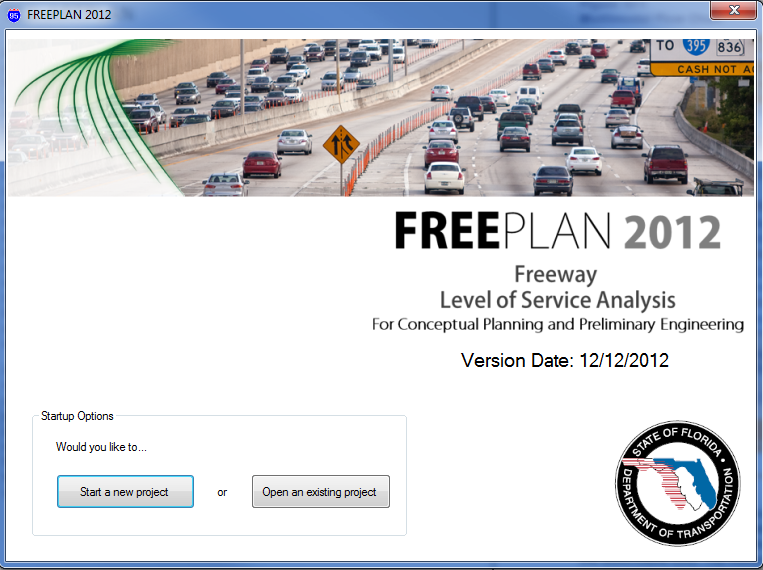 95
FREEPLAN 2012
TO 395 836
CASH NOT A
FREEPLAN 2012
Freeway
Level of Service Analysis
For Conceptual Planning and Preliminary Engineering
Version Date: 12/12/2012
Startup Options
Would you like to...
Start a new project
or
Open an existing project
STATE OF FLORIDA
DEPARTMENT OF TRANSPORTATION